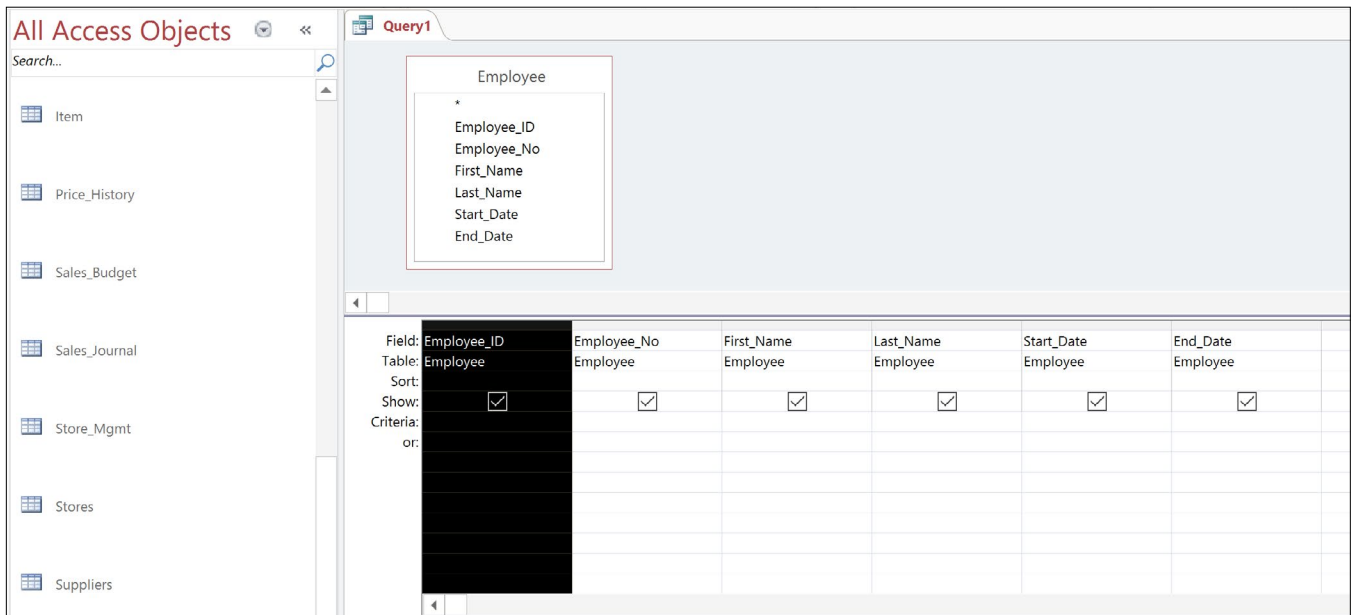 All Access Objects
Search...
Item
Price_History
Sales_Budget
Sales_Journal
Store_Mgmt
Stores
Suppliers
Query1
Employee
*
Employee_ID
Employee_No
First_Name
Last_Name
Start_Date
End_Date
Field: Employee_ID Employee_No First_Name Last_Name Start_Date End_Date
Table: Employee Employee Employee Employee Employee Employee
Sort:
Show:
Criteria:
or: